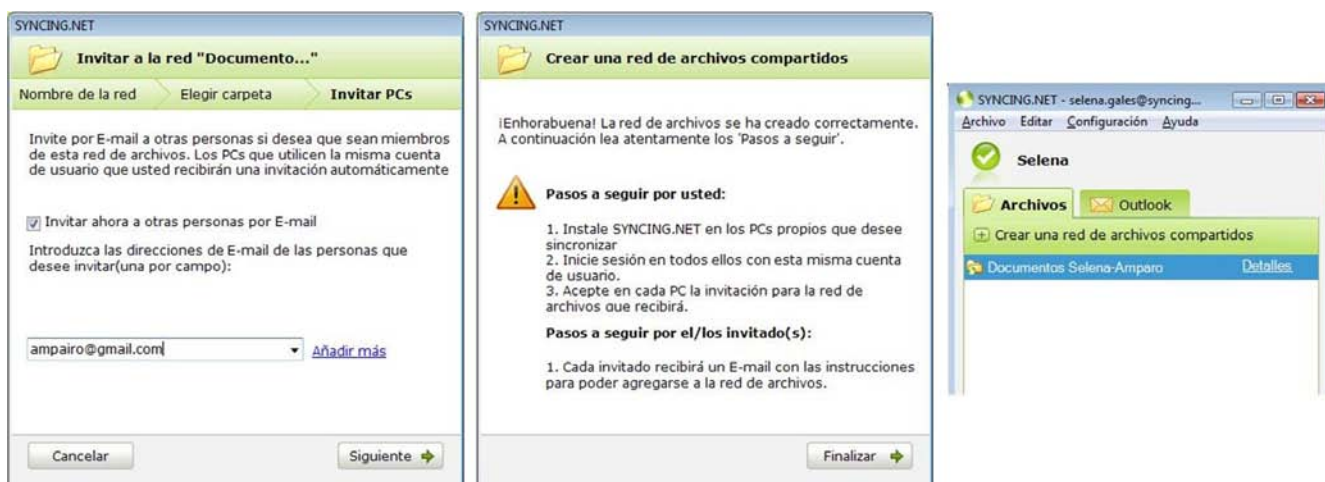 SYNCING.NET
Invitar a la red "Documento..."
Nombre de la red
Elegir carpeta
Invitar PCs
Invite por E-mail a otras personas si desea que sean miembros
de esta red de archivos. Los PCs que utilicen la misma cuenta
de usuario que usted recibirán una invitación automáticamente
Invitar ahora a otras personas por E-mail
Introduzca las direcciones de E-mail de las personas que
desee invitar(una por campo):
ampairo@gmail.com
Añadir más
Cancelar
Siguiente
SYNCING.NET
Crear una red de archivos compartidos
¡Enhorabuena! La red de archivos se ha creado correctamente.
A continuación lea atentamente los 'Pasos a seguir'.
Pasos a seguir por usted:
1. Instale SYNCING.NET en los PCs propios que desee
sincronizar
2. Inicie sesión en todos ellos con esta misma cuenta
de usuario.
3. Acepte en cada PC la invitación para la red de
archivos que recibirá.
Pasos a seguir por el/los invitado(s):
1. Cada invitado recibirá un E-mail con las instrucciones
para poder agregarse a la red de archivos.
Finalizar
SYNCING.NET - selena.gales@syncing...
Archivo Editar Configuración Ayuda
Selena
Archivos
Outlook
Crear una red de archivos compartidos
Documentos Selena-Amparo
Detalles